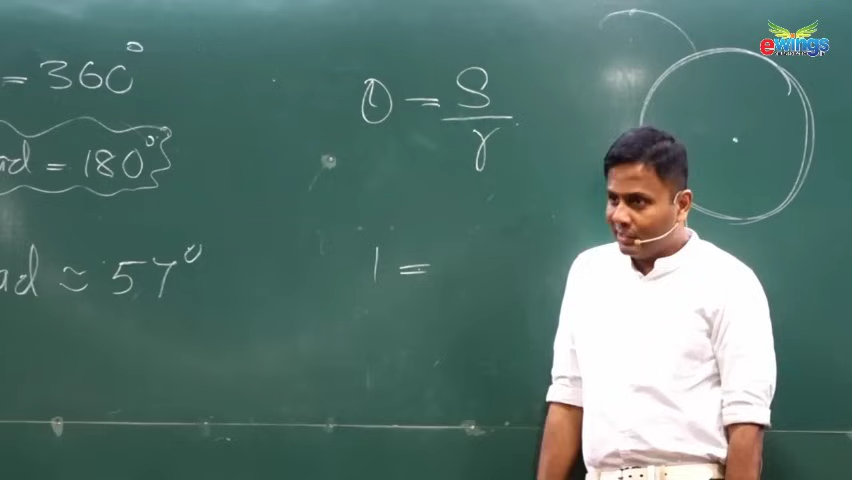 = 360°
ad = 180°
ad ≈ 57°
θ = S
r
1 =
ewings